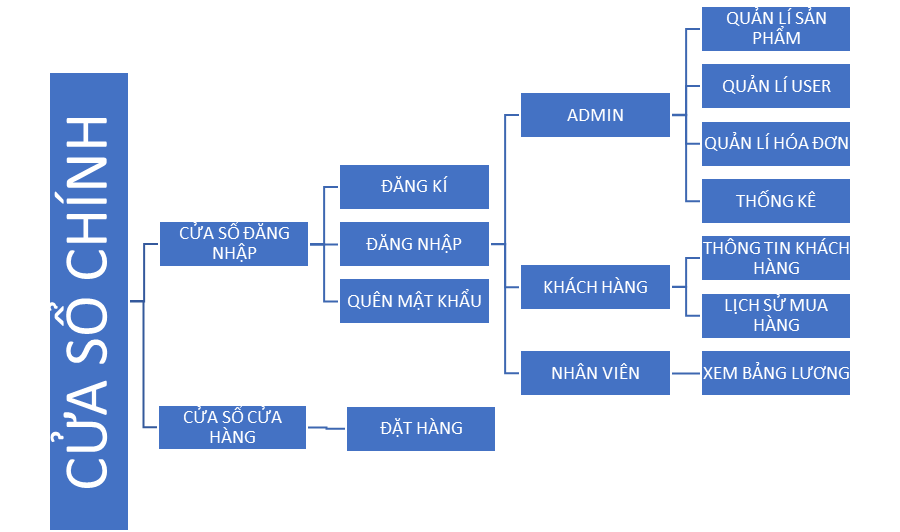 CỬA SỔ CHÍNH
CỬA SỔ ĐĂNG
NHẬP
ĐĂNG KÍ
ĐĂNG NHẬP
QUÊN MẬT KHẨU
ADMIN
QUẢN LÍ SẢN
PHẨM
QUẢN LÍ USER
QUẢN LÍ HÓA ĐƠN
THỐNG KÊ
KHÁCH HÀNG
THÔNG TIN KHÁCH
HÀNG
LỊCH SỬ MUA
HÀNG
NHÂN VIÊN
XEM BẢNG LƯƠNG
CỬA SỔ CỬA
HÀNG
ĐẶT HÀNG